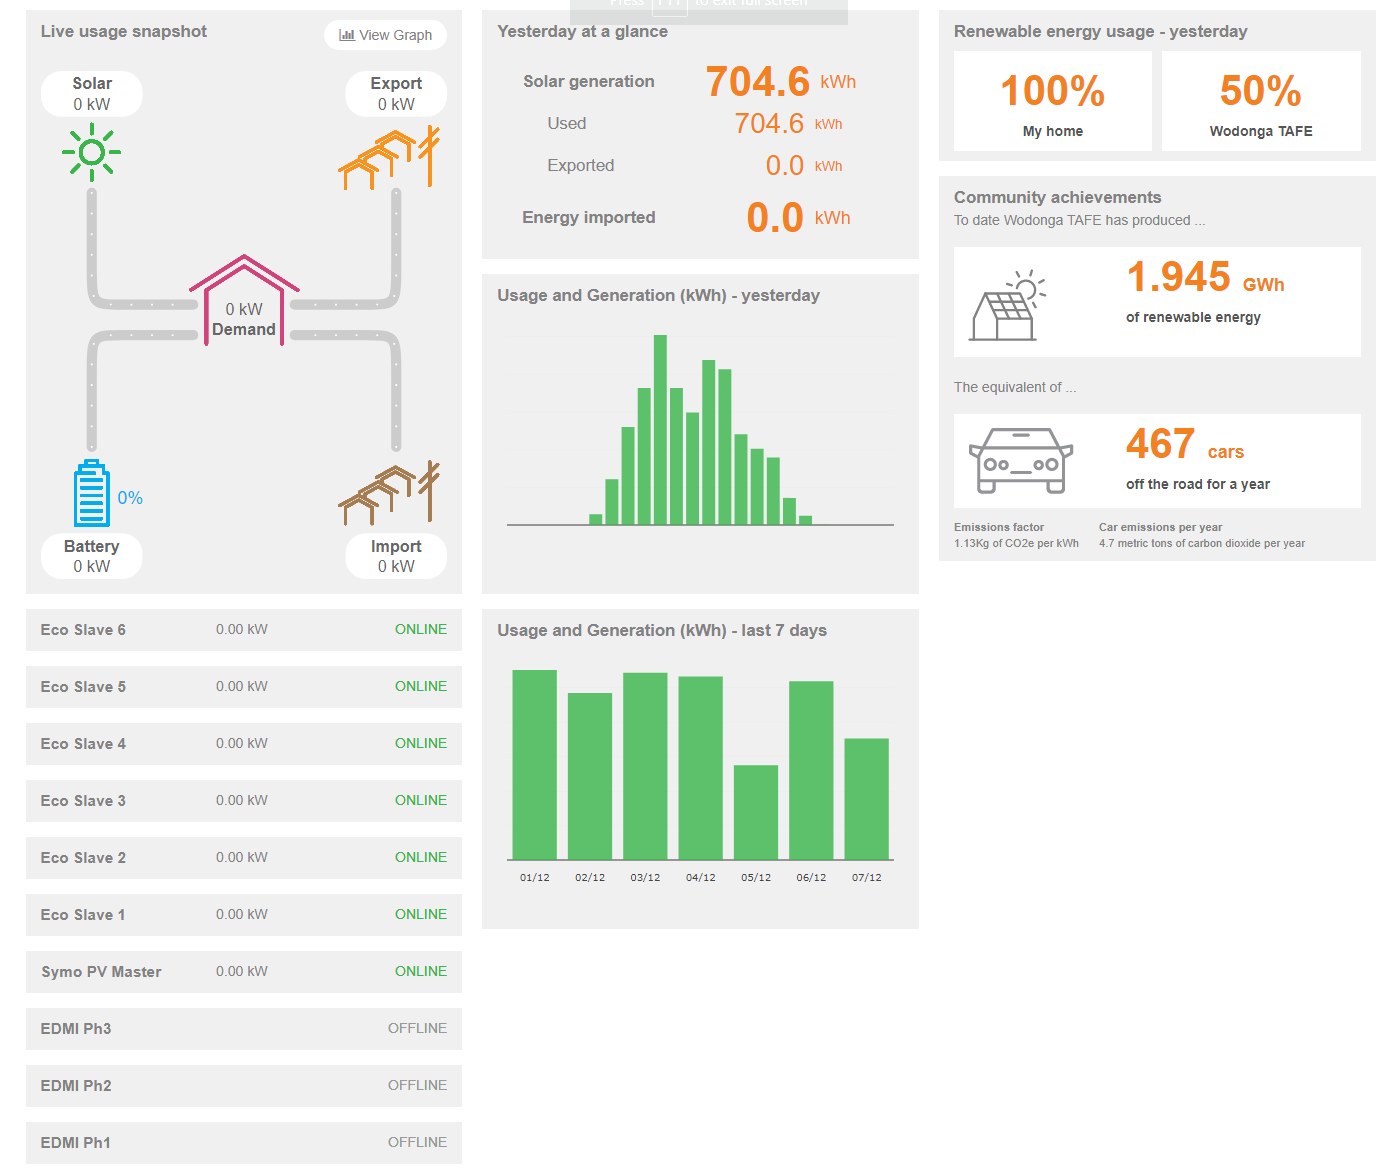 Press F11 to exit full screen
Live usage snapshot
View Graph
Solar
0 kW
Export
0 kW
0 kW
Demand
0%
Battery
0 kW
Import
0 kW
Eco Slave 6 0.00 kW ONLINE
Eco Slave 5 0.00 kW ONLINE
Eco Slave 4 0.00 kW ONLINE
Eco Slave 3 0.00 kW ONLINE
Eco Slave 2 0.00 kW ONLINE
Eco Slave 1 0.00 kW ONLINE
Symo PV Master 0.00 kW ONLINE
EDMI Ph3 OFFLINE
EDMI Ph2 OFFLINE
EDMI Ph1 OFFLINE
Yesterday at a glance
Solar generation 704.6 kWh
Used 704.6 kWh
Exported 0.0 kWh
Energy imported 0.0 kWh
Usage and Generation (kWh) - yesterday
Usage and Generation (kWh) - last 7 days
01/12 02/12 03/12 04/12 05/12 06/12 07/12
Renewable energy usage - yesterday
100%
My home
50%
Wodonga TAFE
Community achievements
To date Wodonga TAFE has produced ...
1.945 GWh
of renewable energy
The equivalent of ...
467 cars
off the road for a year
Emissions factor
1.13Kg of CO2e per kWh
Car emissions per year
4.7 metric tons of carbon dioxide per year